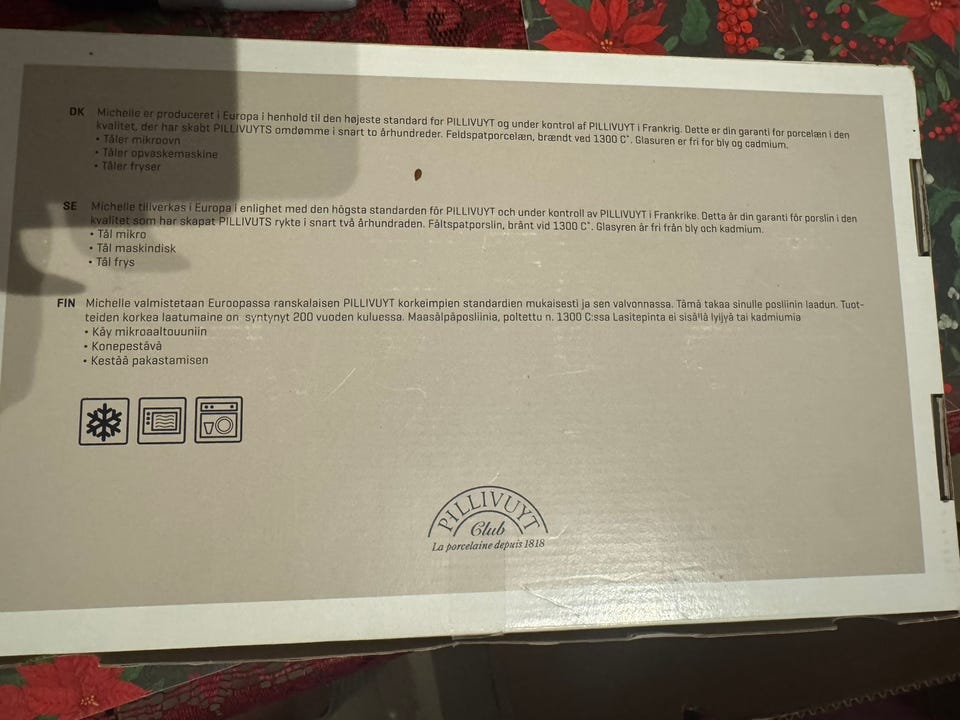 DK Michelle er produceret i Europa i henhold til den højeste standard for PILLIVUYT og under kontrol af PILLIVUYT i Frankrig. Dette er din garanti for porcelæn i den
kvalitet, der har skabt PILLIVUYTS omdømme i snart to århundreder. Feldspatporcelæn, brændt ved 1300 C°. Glasuren er fri for bly og cadmium.
• Tåler mikroovn
• Tåler opvaskemaskine
• Tåler fryser
SE Michelle tillverkas i Europa i enlighet med den högsta standarden för PILLIVUYT och under kontroll av PILLIVUYT i Frankrike. Detta är din garanti för porslin i den
kvalitet som har skapat PILLIVUTS rykte i snart två århundraden. Fältspatporslin, bränt vid 1300 C°. Glasyren är fri från bly och kadmium.
• Tål mikro
• Tål maskindisk
• Tål frys
FIN Michelle valmistetaan Euroopassa ranskalaisen PILLIVUYT korkeimpien standardien mukaisesti ja sen valvonnassa. Tämä takaa sinulle posliinin laadun. Tuot-
teiden korkea laatumaine on syntynyt 200 vuoden kuluessa. Maasälpäposliinia, poltettu n. 1300 C:ssa Lasitepinta ei sisällä lyijyä tai kadmiumia
• Käy mikroaaltouuniin
• Konepestävä
• Kestää pakastamisen
PILLIVUYT
Club
La porcelaine depuis 1818